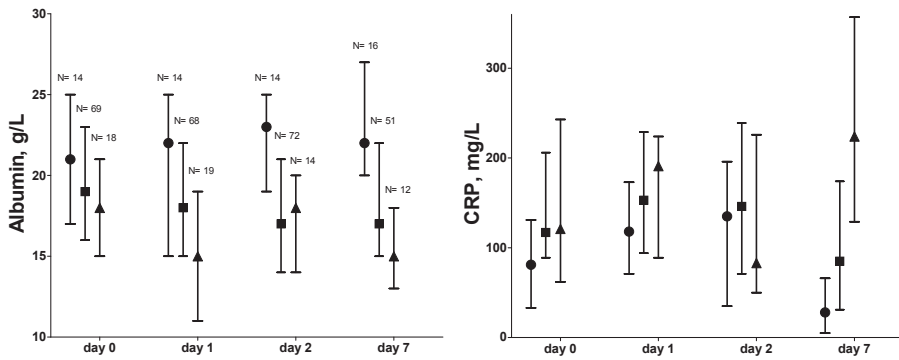 30
25
20
15
10
Albumin, g/L
N= 14
N= 69
N= 18
N= 14
N= 68
N= 19
N= 14
N= 72
N= 14
N= 16
N= 51
N= 12
day 0
day 1
day 2
day 7
300
200
100
0
CRP, mg/L
day 0
day 1
day 2
day 7